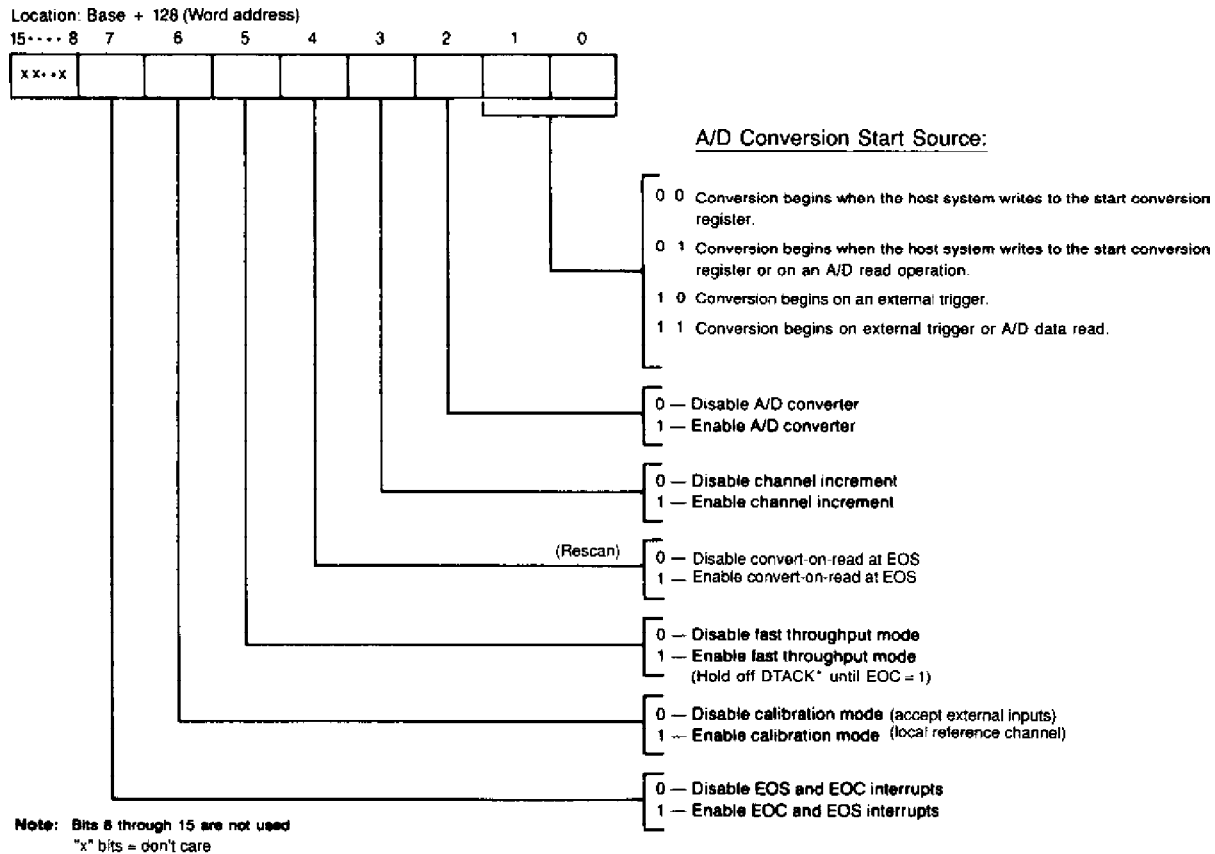 Location: Base + 128 (Word address)
15···· 8 7 6 5 4 3 2 1 0
x x··x
A/D Conversion Start Source:
0 0 Conversion begins when the host system writes to the start conversion
register.
0 1 Conversion begins when the host system writes to the start conversion
register or on an A/D read operation.
1 0 Conversion begins on an external trigger.
1 1 Conversion begins on external trigger or A/D data read.
0 — Disable A/D converter
1 — Enable A/D converter
0 — Disable channel increment
1 — Enable channel increment
(Rescan)
0 — Disable convert-on-read at EOS
1 — Enable convert-on-read at EOS
0 — Disable fast throughput mode
1 — Enable fast throughput mode
(Hold off DTACK* until EOC = 1)
0 — Disable calibration mode (accept external inputs)
1 — Enable calibration mode (local reference channel)
0 — Disable EOS and EOC interrupts
1 — Enable EOC and EOS interrupts
Note: Bits 8 through 15 are not used
"x" bits = don't care